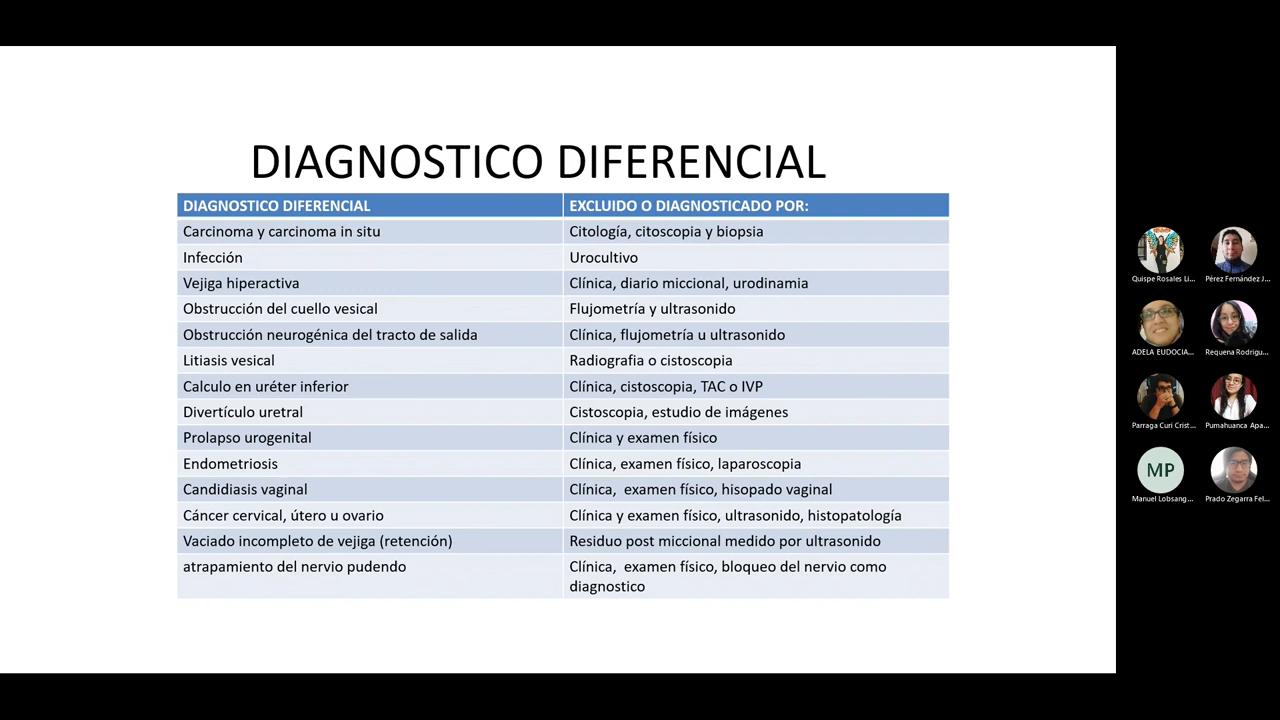 DIAGNOSTICO DIFERENCIAL
DIAGNOSTICO DIFERENCIAL EXCLUIDO O DIAGNOSTICADO POR:
Carcinoma y carcinoma in situ Citología, citoscopia y biopsia
Infección Urocultivo
Vejiga hiperactiva Clínica, diario miccional, urodinamia
Obstrucción del cuello vesical Flujometría y ultrasonido
Obstrucción neurogénica del tracto de salida Clínica, flujometría u ultrasonido
Litiasis vesical Radiografia o cistoscopia
Calculo en uréter inferior Clínica, cistoscopia, TAC o IVP
Divertículo uretral Cistoscopia, estudio de imágenes
Prolapso urogenital Clínica y examen físico
Endometriosis Clínica, examen físico, laparoscopia
Candidiasis vaginal Clínica, examen físico, hisopado vaginal
Cáncer cervical, útero u ovario Clínica y examen físico, ultrasonido, histopatología
Vaciado incompleto de vejiga (retención) Residuo post miccional medido por ultrasonido
atrapamiento del nervio pudendo Clínica, examen físico, bloqueo del nervio como
diagnostico
Quispe Rosales Li... Pérez Fernández J...
ADELA EUDOCIA... Requena Rodrigu...
Parraga Curi Crist... Pumahuanca Apa...
MP
Manuel Lobsang... Prado Zegarra Fel...